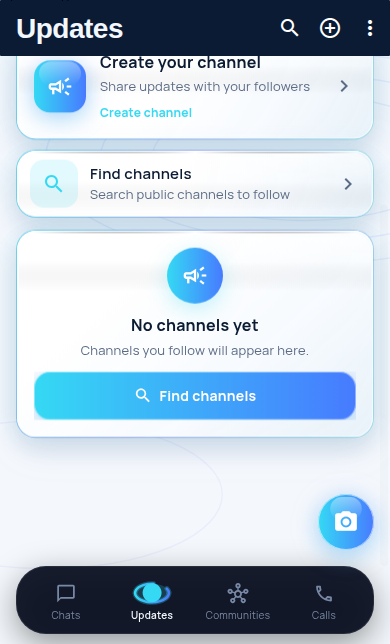 Updates
Create your channel
Share updates with your followers
Create channel
Find channels
Search public channels to follow
No channels yet
Channels you follow will appear here.
Find channels
Chats
Updates
Communities
Calls